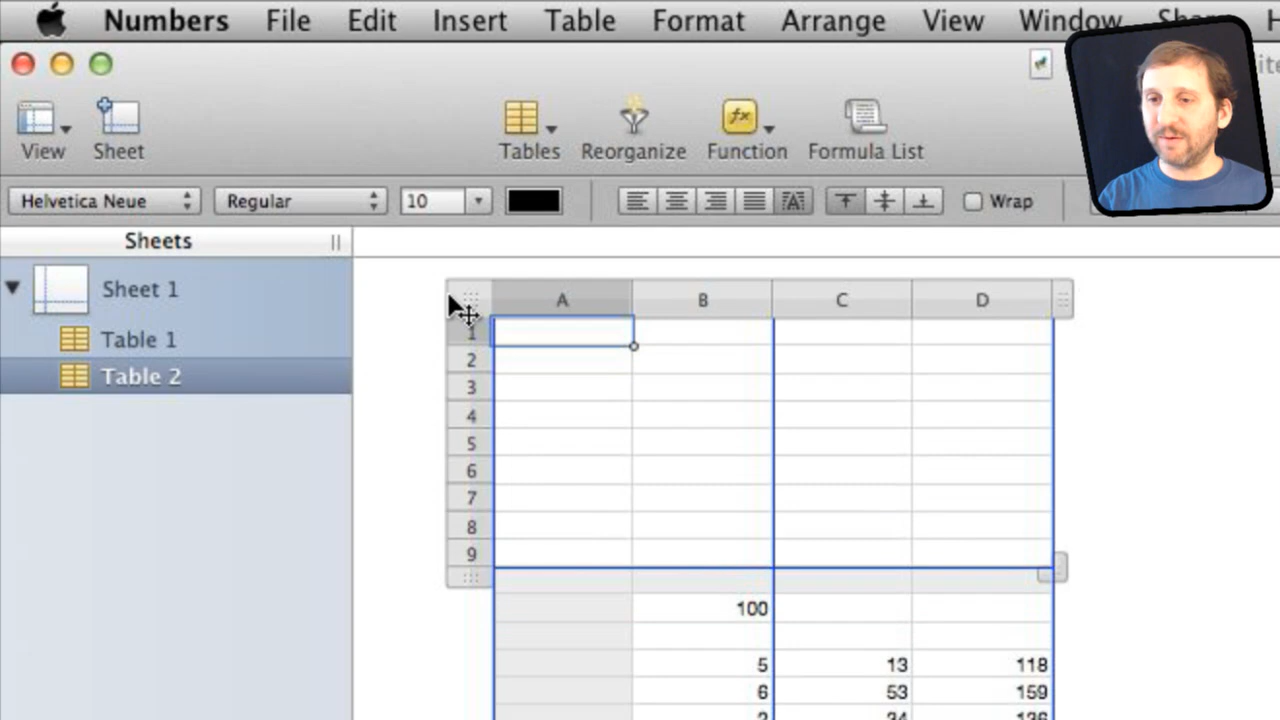 Numbers File Edit Insert Table Format Arrange View Window
View Sheet Tables Reorganize Function Formula List
Helvetica Neue Regular 10 Wrap
Sheets
Sheet 1
Table 1
Table 2
A B C D
1
2
3
4
5
6
7
8
9
100
5 13 118
6 53 159